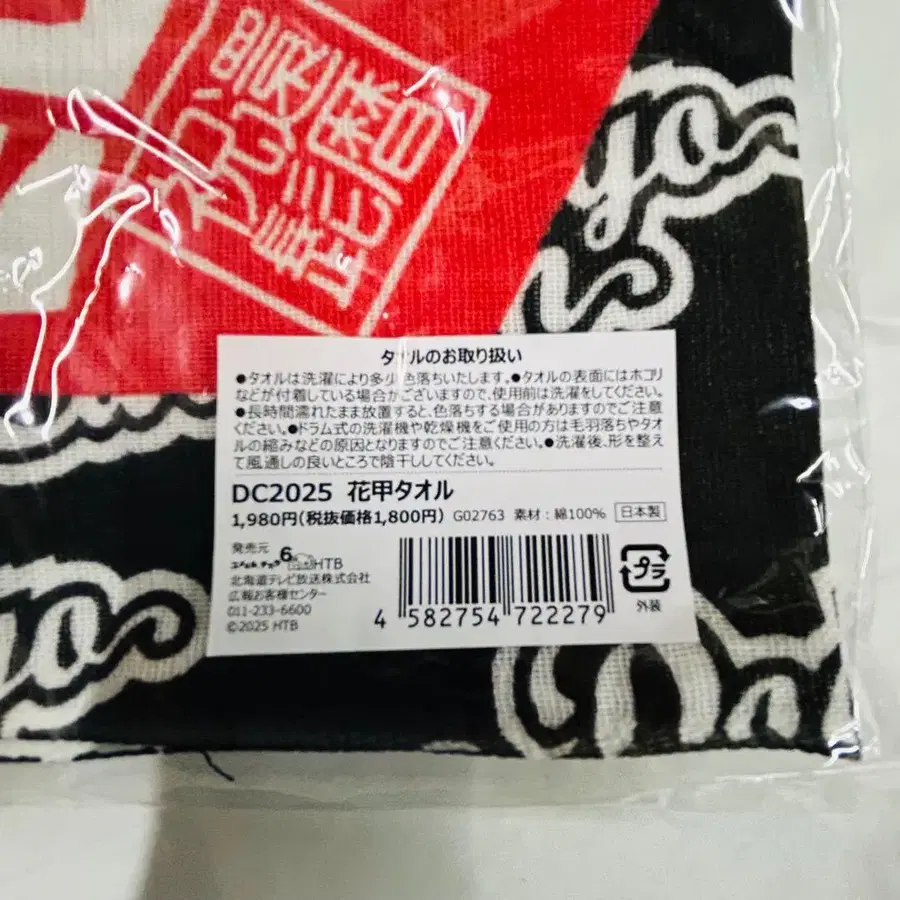 祝還暦
yo
タオルのお取り扱い
●タオルは洗濯により多少色落ちいたします。●タオルの表面にはホコリ
などが付着している場合がございますので、使用前は洗濯をしてください。
●長時間濡れたまま放置すると、色落ちする場合がありますのでご注意
ください。●ドラム式の洗濯機や乾燥機をご使用の方は毛羽落ちやタオ
ルの縮みなどの原因となりますのでご注意ください。●洗濯後、形を整え
て風通しの良いところで陰干ししてください。
DC2025 花甲タオル
1,980円(税抜価格1,800円) G02763 素材：綿100% 日本製
発売元
6 HTB
北海道テレビ放送株式会社
広報お客様センター
011-233-6600
©2025 HTB
4 582754 722279
プラ
外装
yo